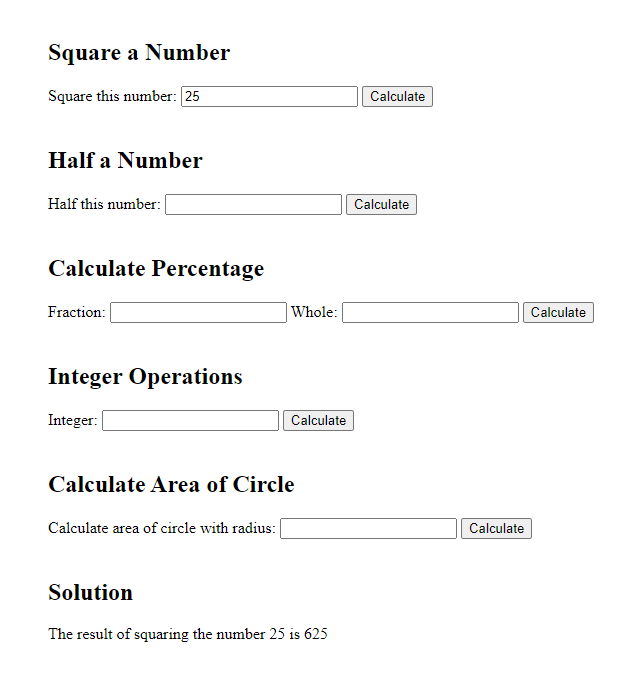 Square a Number
Square this number: 25 Calculate
Half a Number
Half this number: Calculate
Calculate Percentage
Fraction: Whole: Calculate
Integer Operations
Integer: Calculate
Calculate Area of Circle
Calculate area of circle with radius: Calculate
Solution
The result of squaring the number 25 is 625